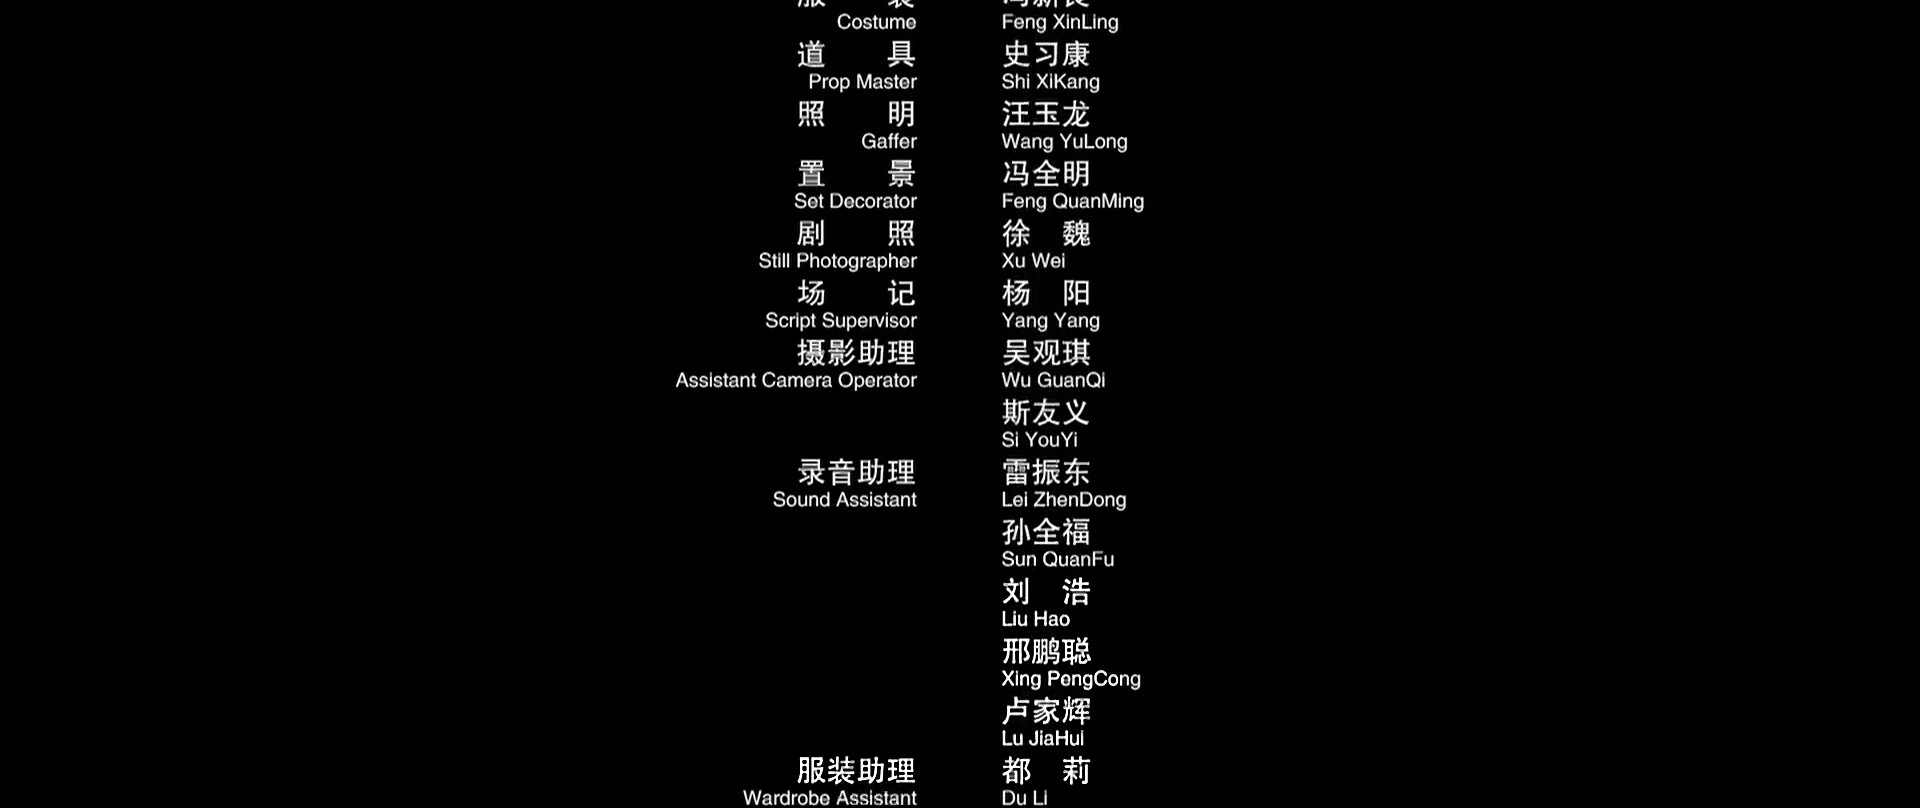 Costume Feng XinLing
道 具 史习康
Prop Master Shi XiKang
照 明 汪玉龙
Gaffer Wang YuLong
置 景 冯全明
Set Decorator Feng QuanMing
剧 照 徐 魏
Still Photographer Xu Wei
场 记 杨 阳
Script Supervisor Yang Yang
摄影助理 吴观琪
Assistant Camera Operator Wu GuanQi
斯友义
Si YouYi
录音助理 雷振东
Sound Assistant Lei ZhenDong
孙全福
Sun QuanFu
刘 浩
Liu Hao
邢鹏聪
Xing PengCong
卢家辉
Lu JiaHui
服装助理 都 莉
Wardrobe Assistant Du Li